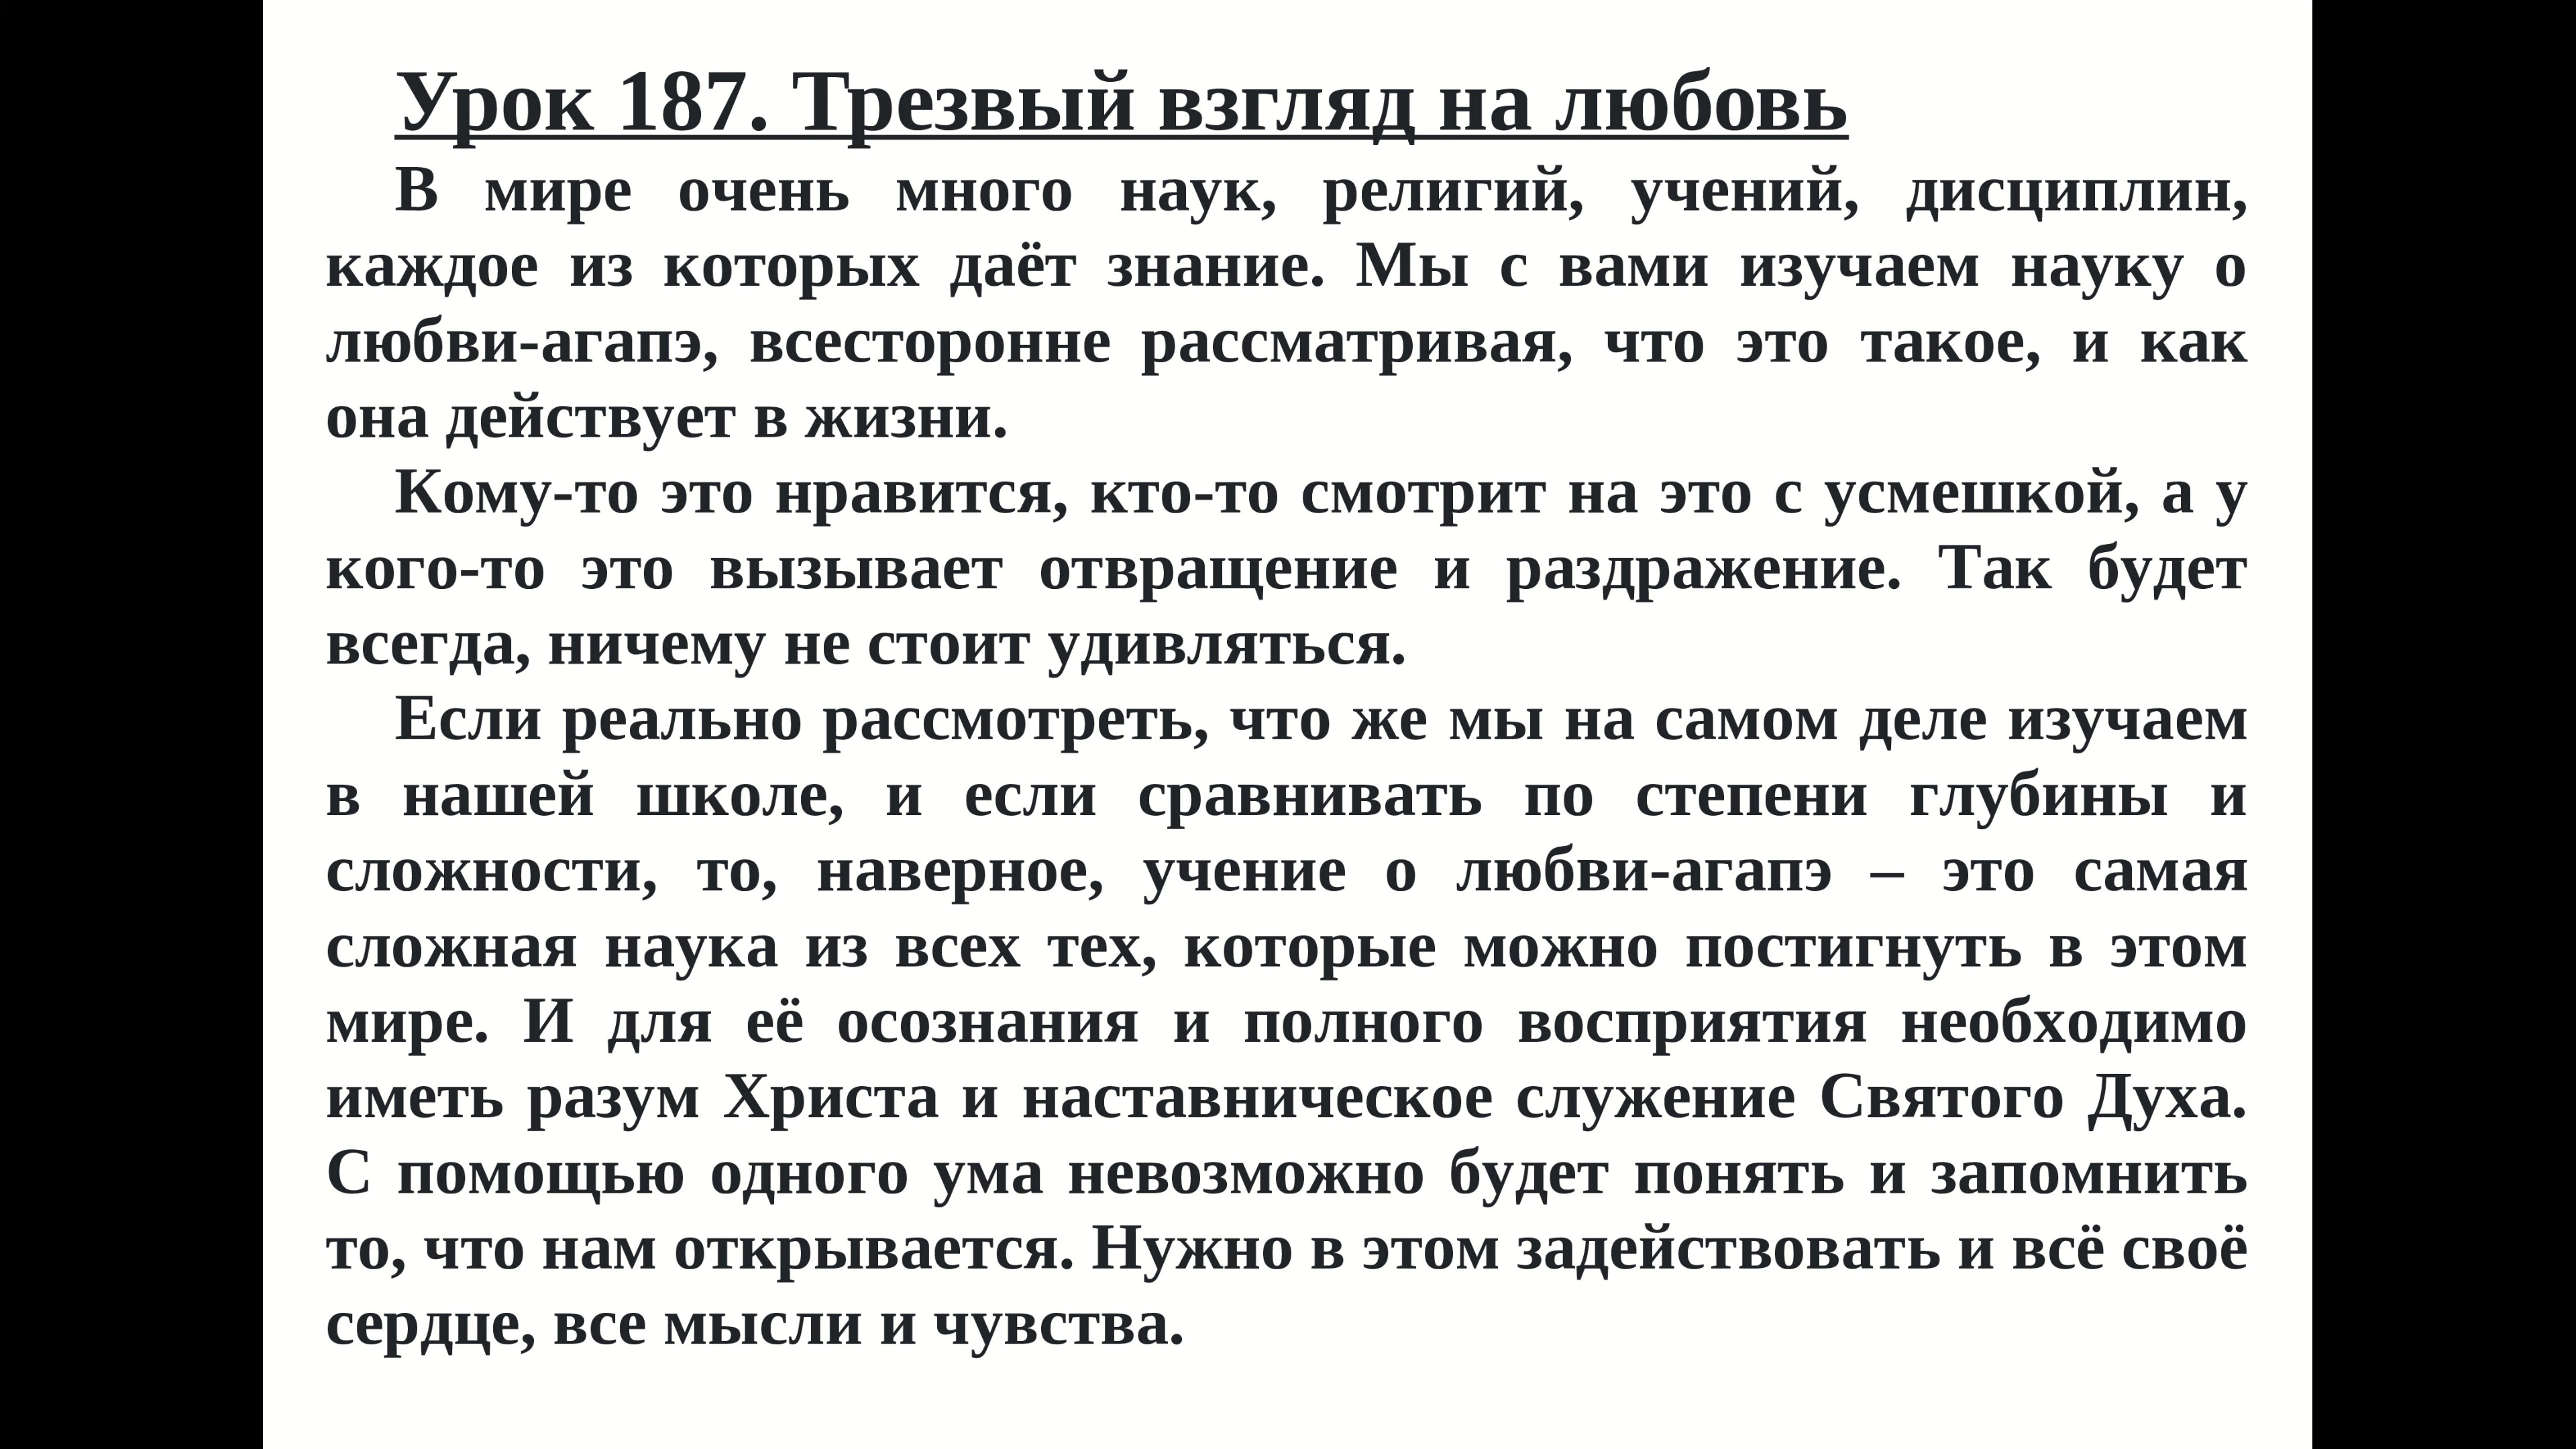 Урок 187. Трезвый взгляд на любовь
В мире очень много наук, религий, учений, дисциплин,
каждое из которых даёт знание. Мы с вами изучаем науку о
любви-агапэ, всесторонне рассматривая, что это такое, и как
она действует в жизни.
Кому-то это нравится, кто-то смотрит на это с усмешкой, а у
кого-то это вызывает отвращение и раздражение. Так будет
всегда, ничему не стоит удивляться.
Если реально рассмотреть, что же мы на самом деле изучаем
в нашей школе, и если сравнивать по степени глубины и
сложности, то, наверное, учение о любви-агапэ – это самая
сложная наука из всех тех, которые можно постигнуть в этом
мире. И для её осознания и полного восприятия необходимо
иметь разум Христа и наставническое служение Святого Духа.
С помощью одного ума невозможно будет понять и запомнить
то, что нам открывается. Нужно в этом задействовать и всё своё
сердце, все мысли и чувства.